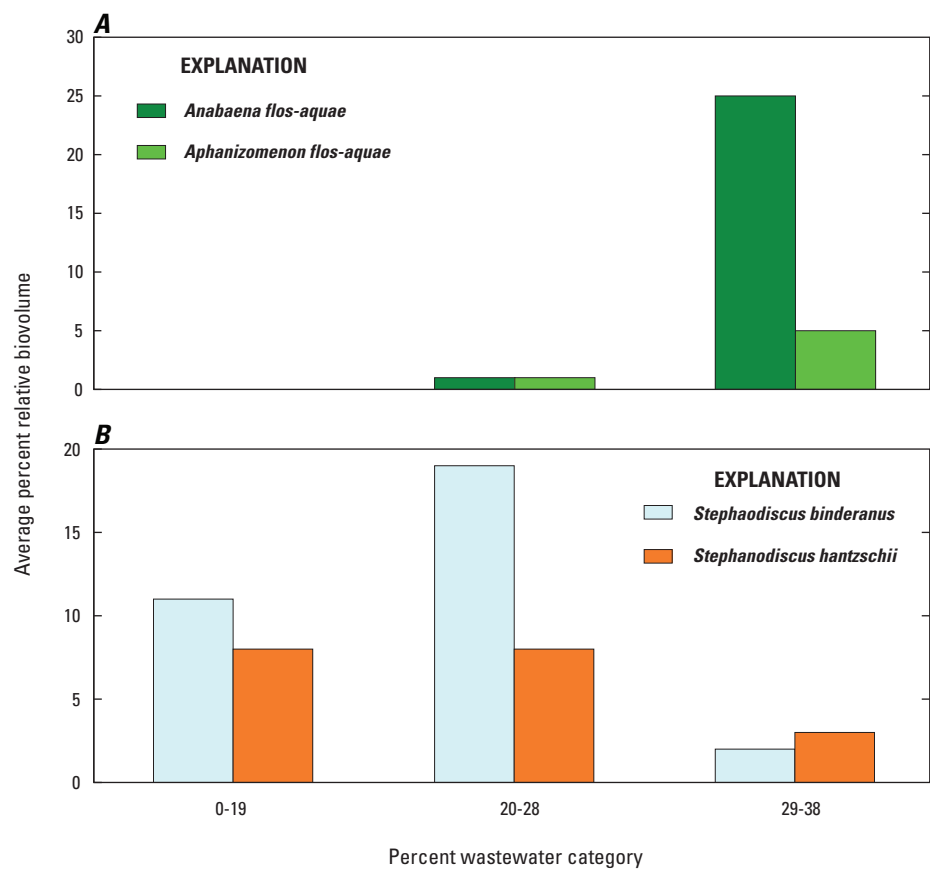 A
30
25
20
15
10
5
0
EXPLANATION
Anabaena flos-aquae
Aphanizomenon flos-aquae
Average percent relative biovolume
B
20
15
10
5
0
EXPLANATION
Stephaodiscus binderanus
Stephanodiscus hantzschii
0-19 20-28 29-38
Percent wastewater category